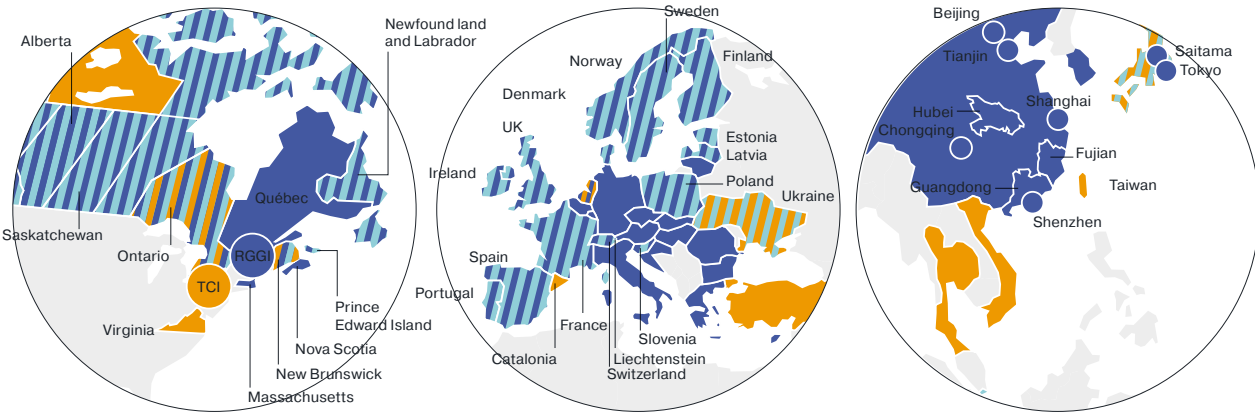 Alberta
Newfound land
and Labrador
Québec
Saskatchewan
Ontario
RGGI
TCI
Virginia
Prince
Edward Island
Nova Scotia
New Brunswick
Massachusetts
Sweden
Norway
Finland
Denmark
UK
Estonia
Latvia
Ireland
Poland
Ukraine
Spain
Portugal
France
Slovenia
Catalonia
Liechtenstein
Switzerland
Beijing
Tianjin
Saitama
Tokyo
Hubei
Shanghai
Chongqing
Fujian
Guangdong
Taiwan
Shenzhen